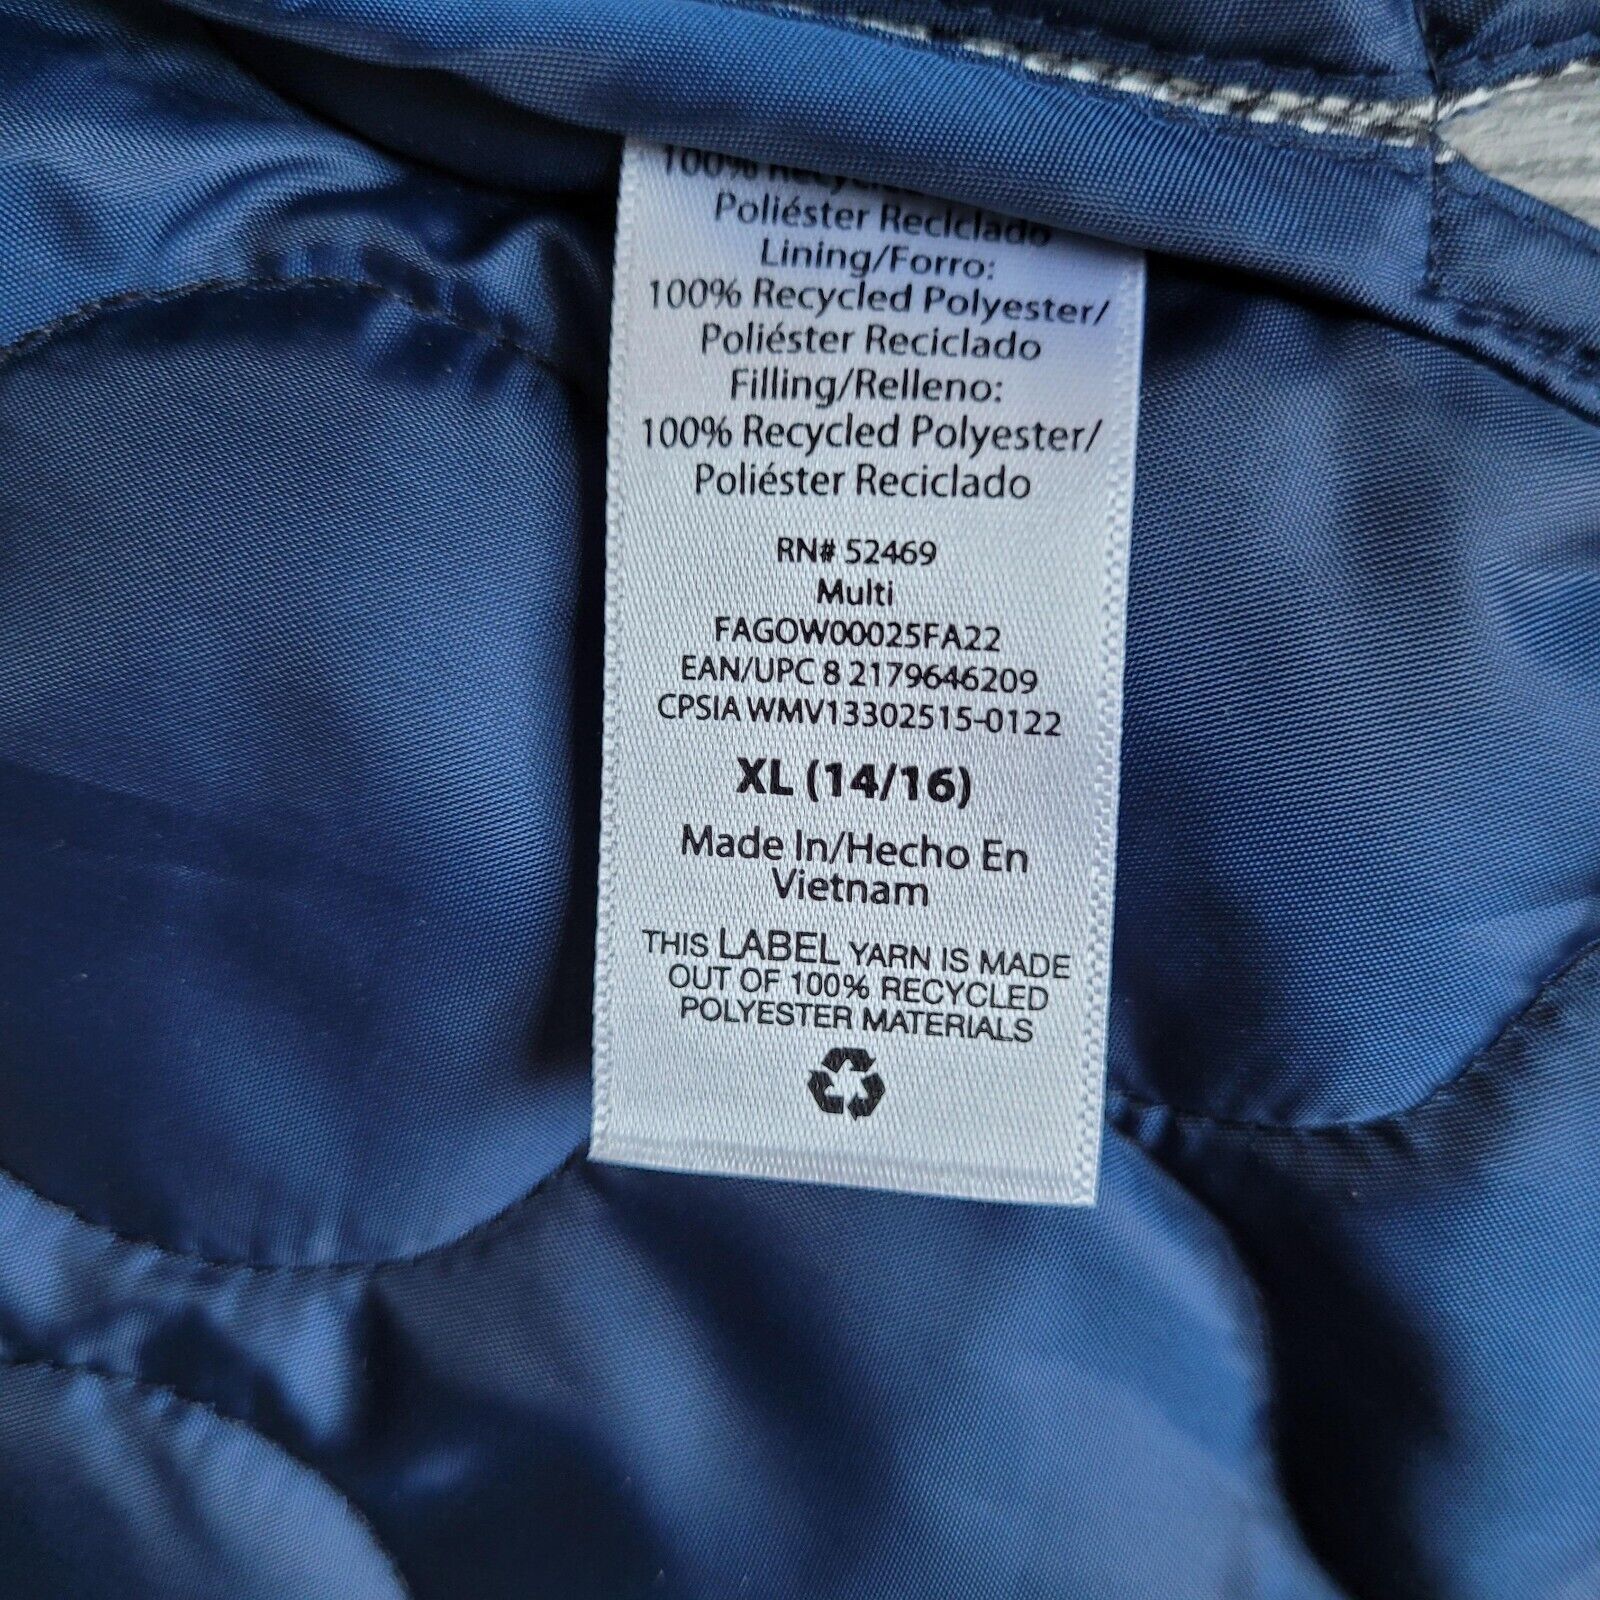 100%
Poliéster Reciclado
Lining/Forro:
100% Recycled Polyester/
Poliéster Reciclado
Filling/Relleno:
100% Recycled Polyester/
Poliéster Reciclado
RN# 52469
Multi
FAGOW00025FA22
EAN/UPC 8 2179646209
CPSIA WMV13302515-0122
XL (14/16)
Made In/Hecho En
Vietnam
THIS LABEL YARN IS MADE
OUT OF 100% RECYCLED
POLYESTER MATERIALS